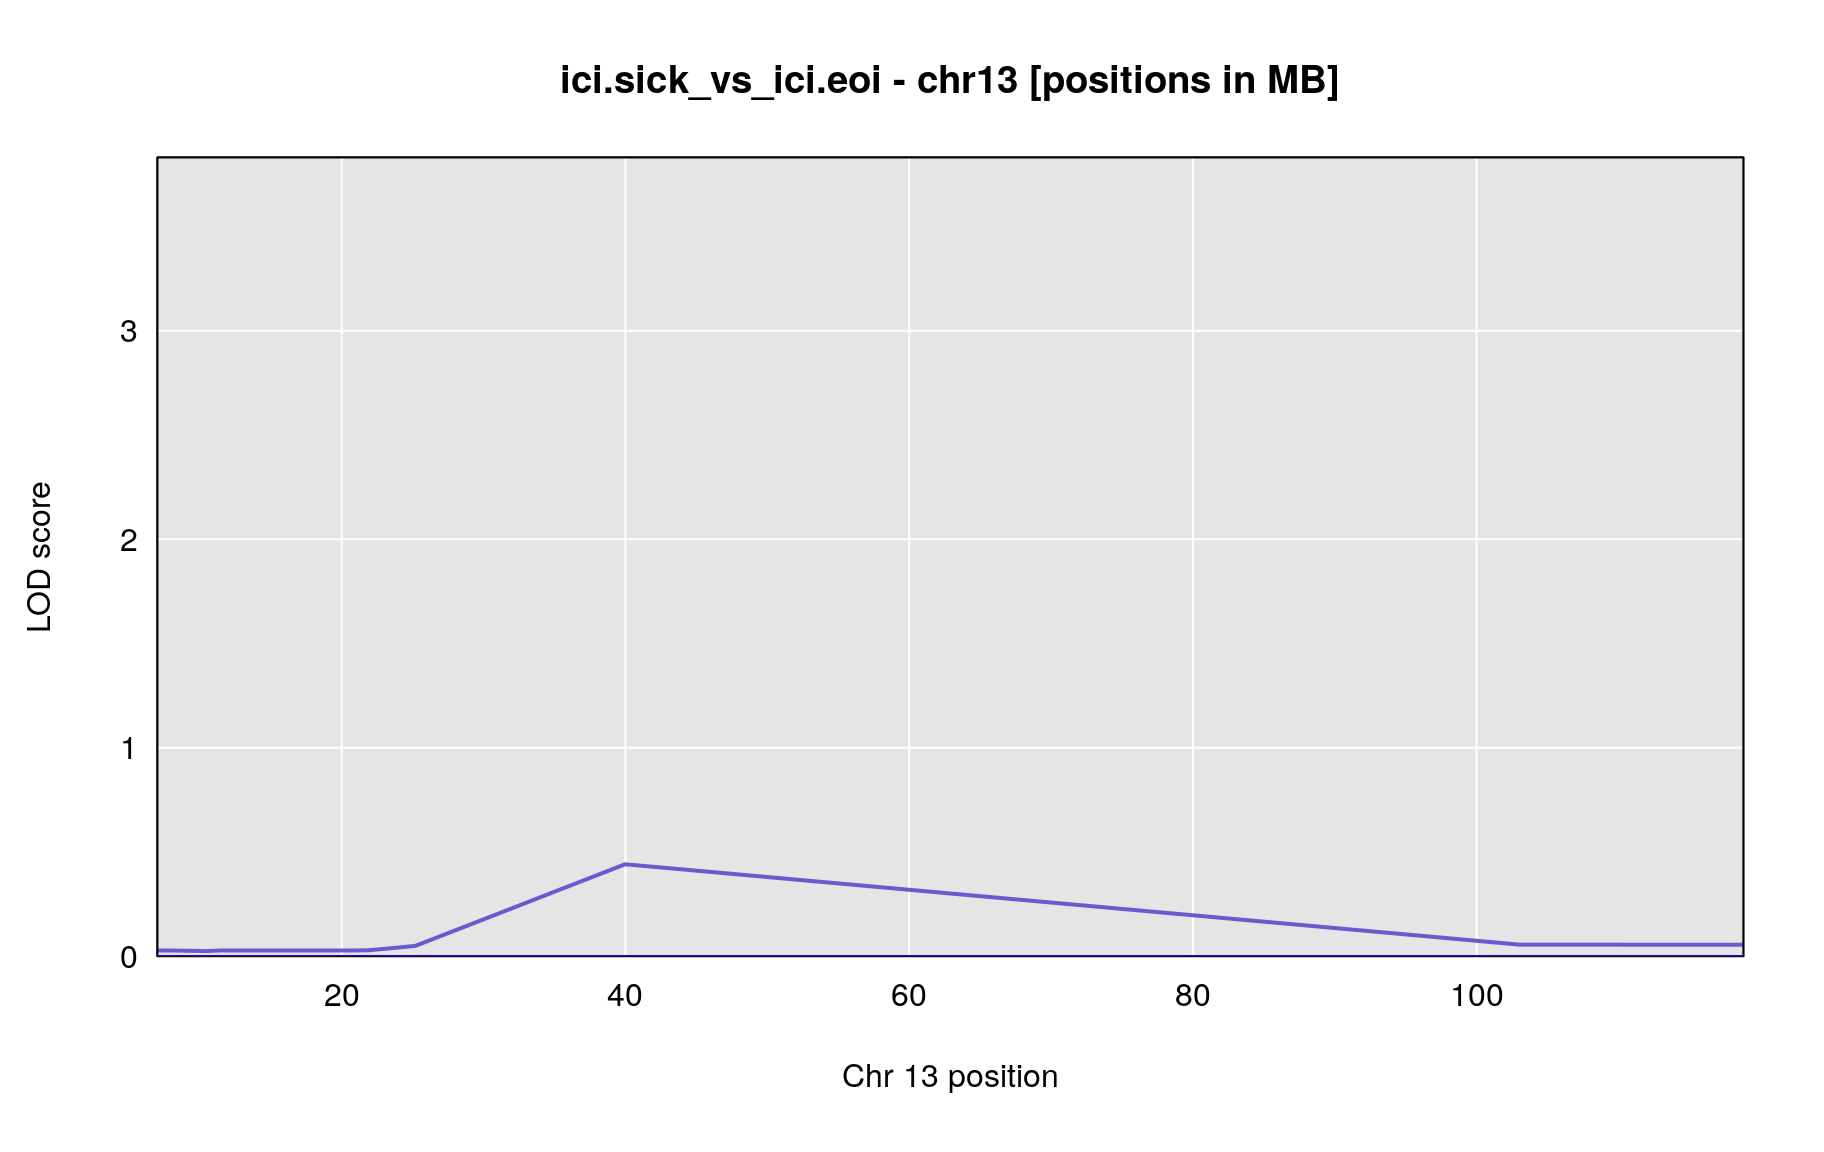 ici.sick_vs_ici.eoi - chr13 [positions in MB]
LOD score
3
2
1
0
20 40 60 80 100
Chr 13 position